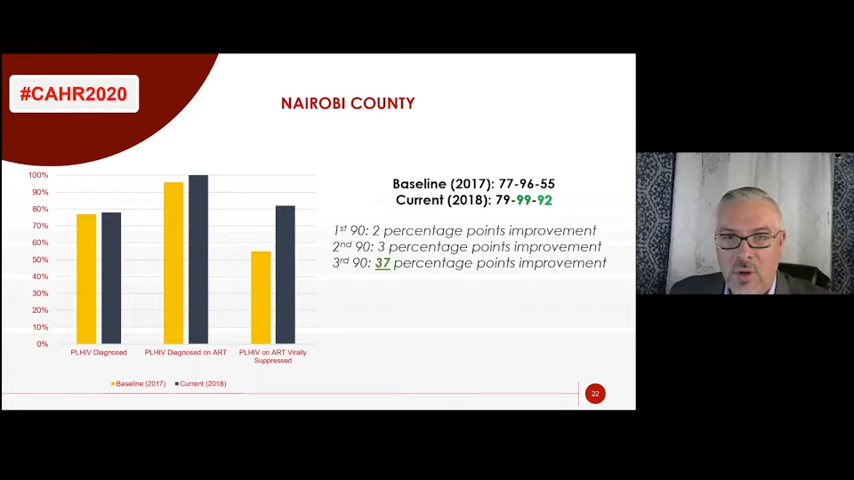 #CAHR2020
NAIROBI COUNTY
100%
90%
80%
70%
60%
50%
40%
30%
20%
10%
0%
PLHIV Diagnosed
PLHIV Diagnosed on ART
PLHIV on ART Virally
Suppressed
Baseline (2017)
Current (2018)
Baseline (2017): 77-96-55
Current (2018): 79-99-92
1st 90: 2 percentage points improvement
2nd 90: 3 percentage points improvement
3rd 90: 37 percentage points improvement
22